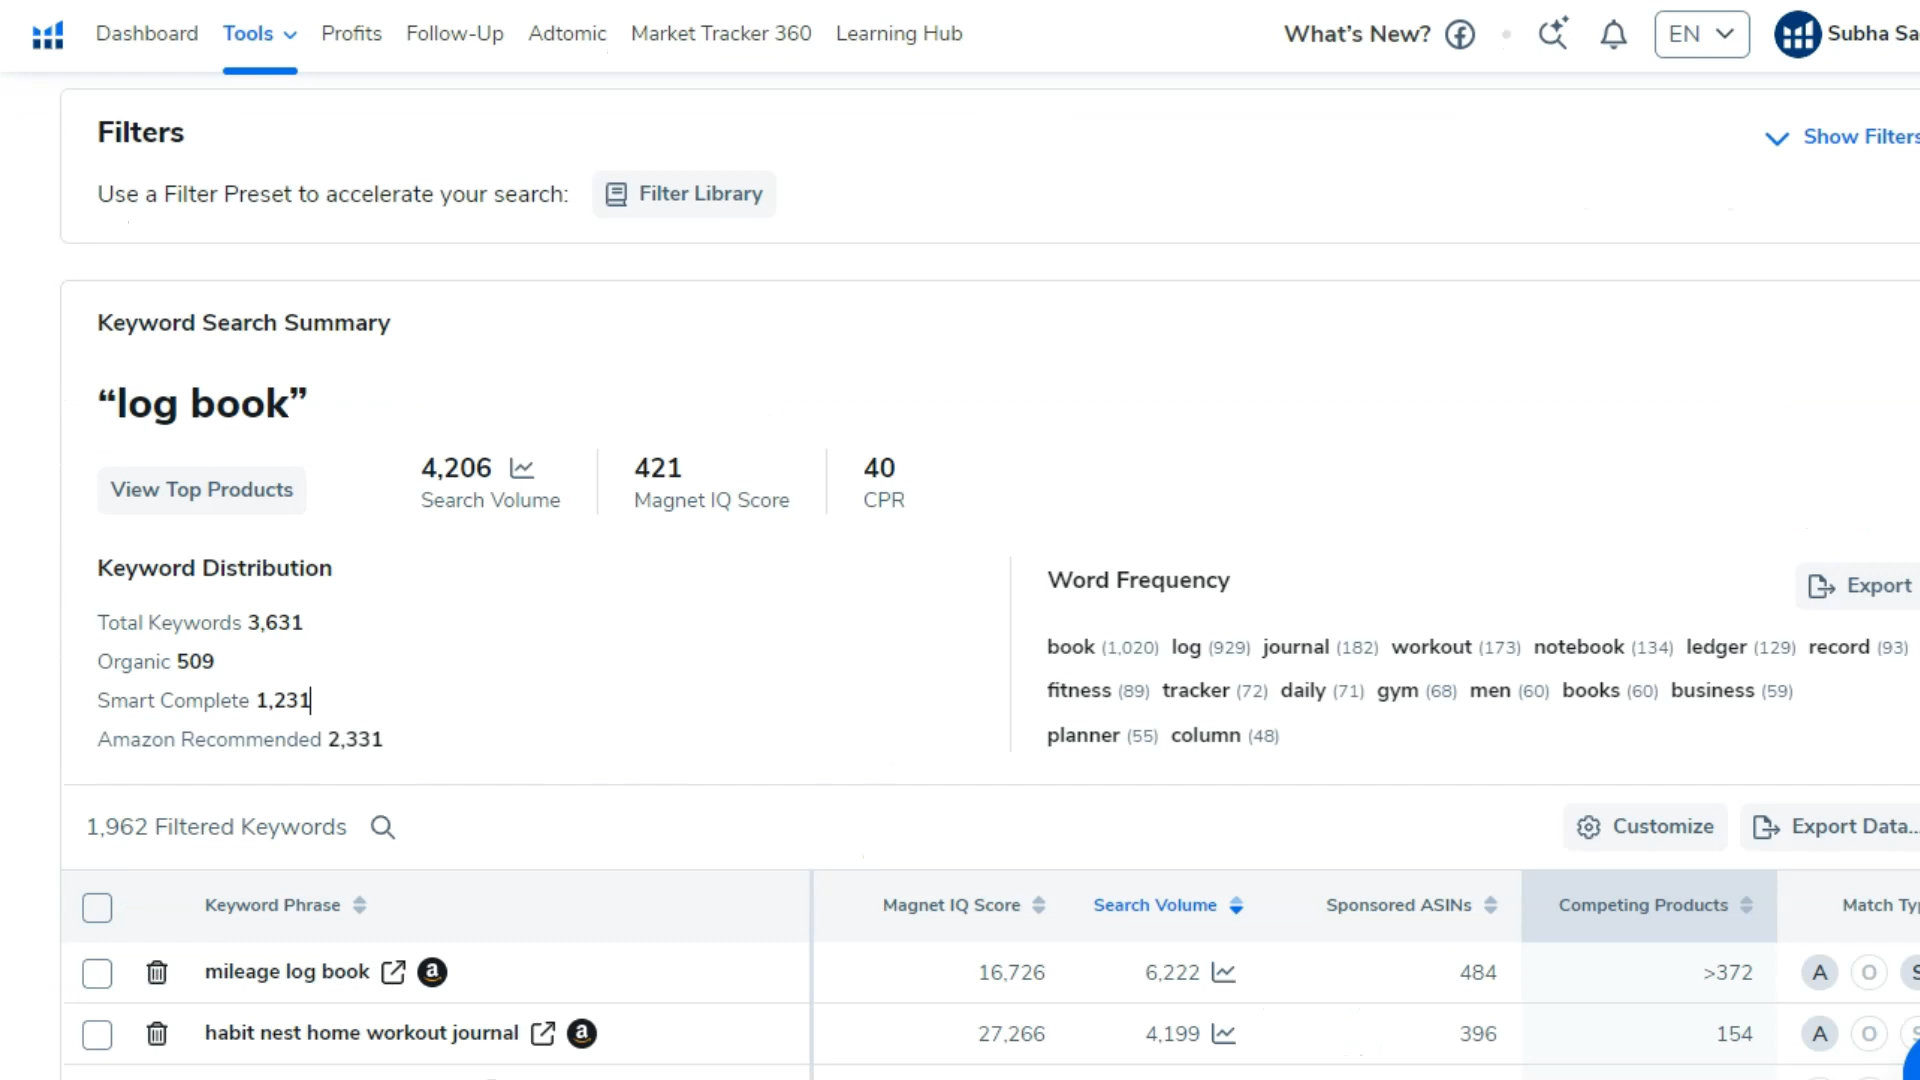 Dashboard Tools Profits Follow-Up Adtomic Market Tracker 360 Learning Hub What's New? EN Subha Sa
Filters
Show Filters
Use a Filter Preset to accelerate your search: Filter Library
Keyword Search Summary
“log book”
View Top Products
4,206
Search Volume
421
Magnet IQ Score
40
CPR
Keyword Distribution
Total Keywords 3,631
Organic 509
Smart Complete 1,231
Amazon Recommended 2,331
Word Frequency
Export
book (1,020) log (929) journal (182) workout (173) notebook (134) ledger (129) record (93)
fitness (89) tracker (72) daily (71) gym (68) men (60) books (60) business (59)
planner (55) column (48)
1,962 Filtered Keywords Customize Export Data...
Keyword Phrase Magnet IQ Score Search Volume Sponsored ASINs Competing Products Match Typ
mileage log book a 16,726 6,222 484 >372 A O S
habit nest home workout journal a 27,266 4,199 396 154 A O S